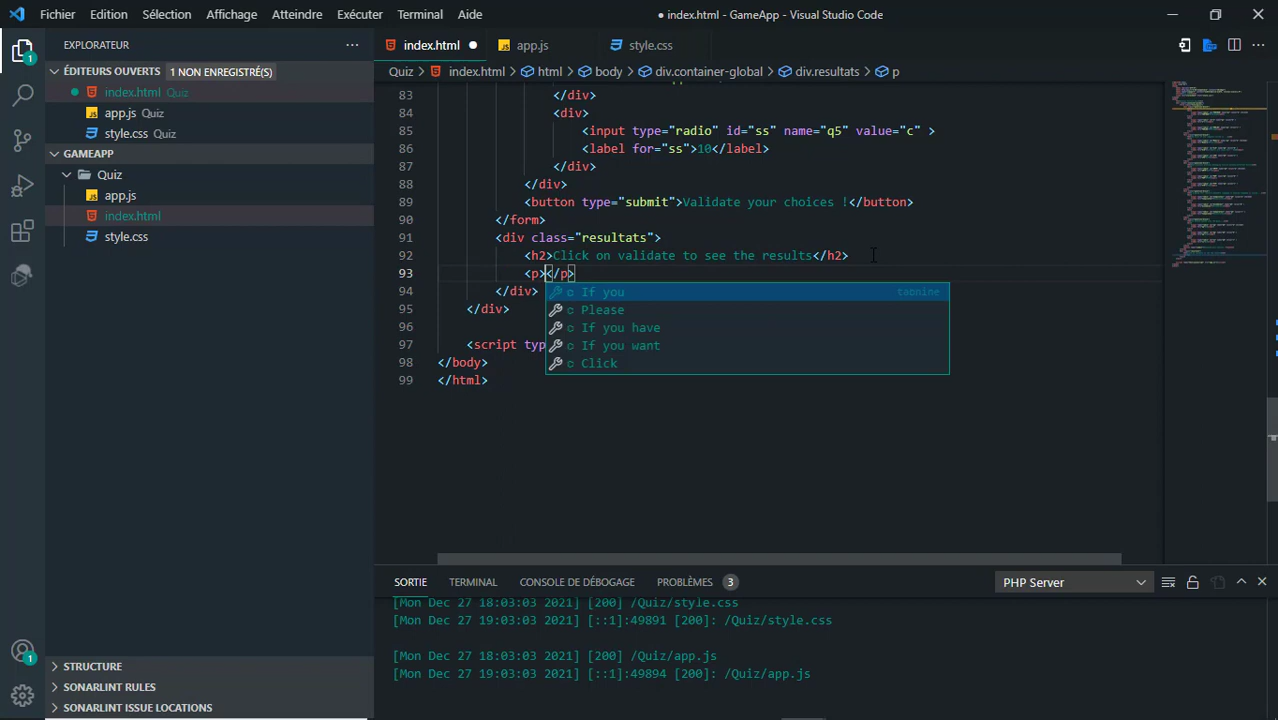 Fichier Edition Sélection Affichage Atteindre Exécuter Terminal Aide
● index.html - GameApp - Visual Studio Code
EXPLORATEUR
index.html app.js style.css
ÉDITEURS OUVERTS 1 NON ENREGISTRÉ(S)
Quiz index.html html body div.container-global div.resultats p
index.html Quiz
app.js Quiz
style.css Quiz
GAMEAPP
Quiz
app.js
index.html
style.css
83 </div>
84 <div>
85 <input type="radio" id="ss" name="q5" value="c" >
86 <label for="ss">10</label>
87 </div>
88 </div>
89 <button type="submit">Validate your choices !</button>
90 </form>
91 <div class="resultats">
92 <h2>Click on validate to see the results</h2>
93 <p></p>
94 </div>
95 </div>
96
97 <script typ
98 </body>
99 </html>
If you tabnine
Please
If you have
If you want
Click
SORTIE TERMINAL CONSOLE DE DÉBOGAGE PROBLÈMES 3
PHP Server
[Mon Dec 27 18:03:03 2021] [200] /Quiz/style.css
[Mon Dec 27 19:03:03 2021] [::1]:49891 [200]: /Quiz/style.css
[Mon Dec 27 18:03:03 2021] [200] /Quiz/app.js
[Mon Dec 27 19:03:03 2021] [::1]:49894 [200]: /Quiz/app.js
STRUCTURE
SONARLINT RULES
SONARLINT ISSUE LOCATIONS
1
1